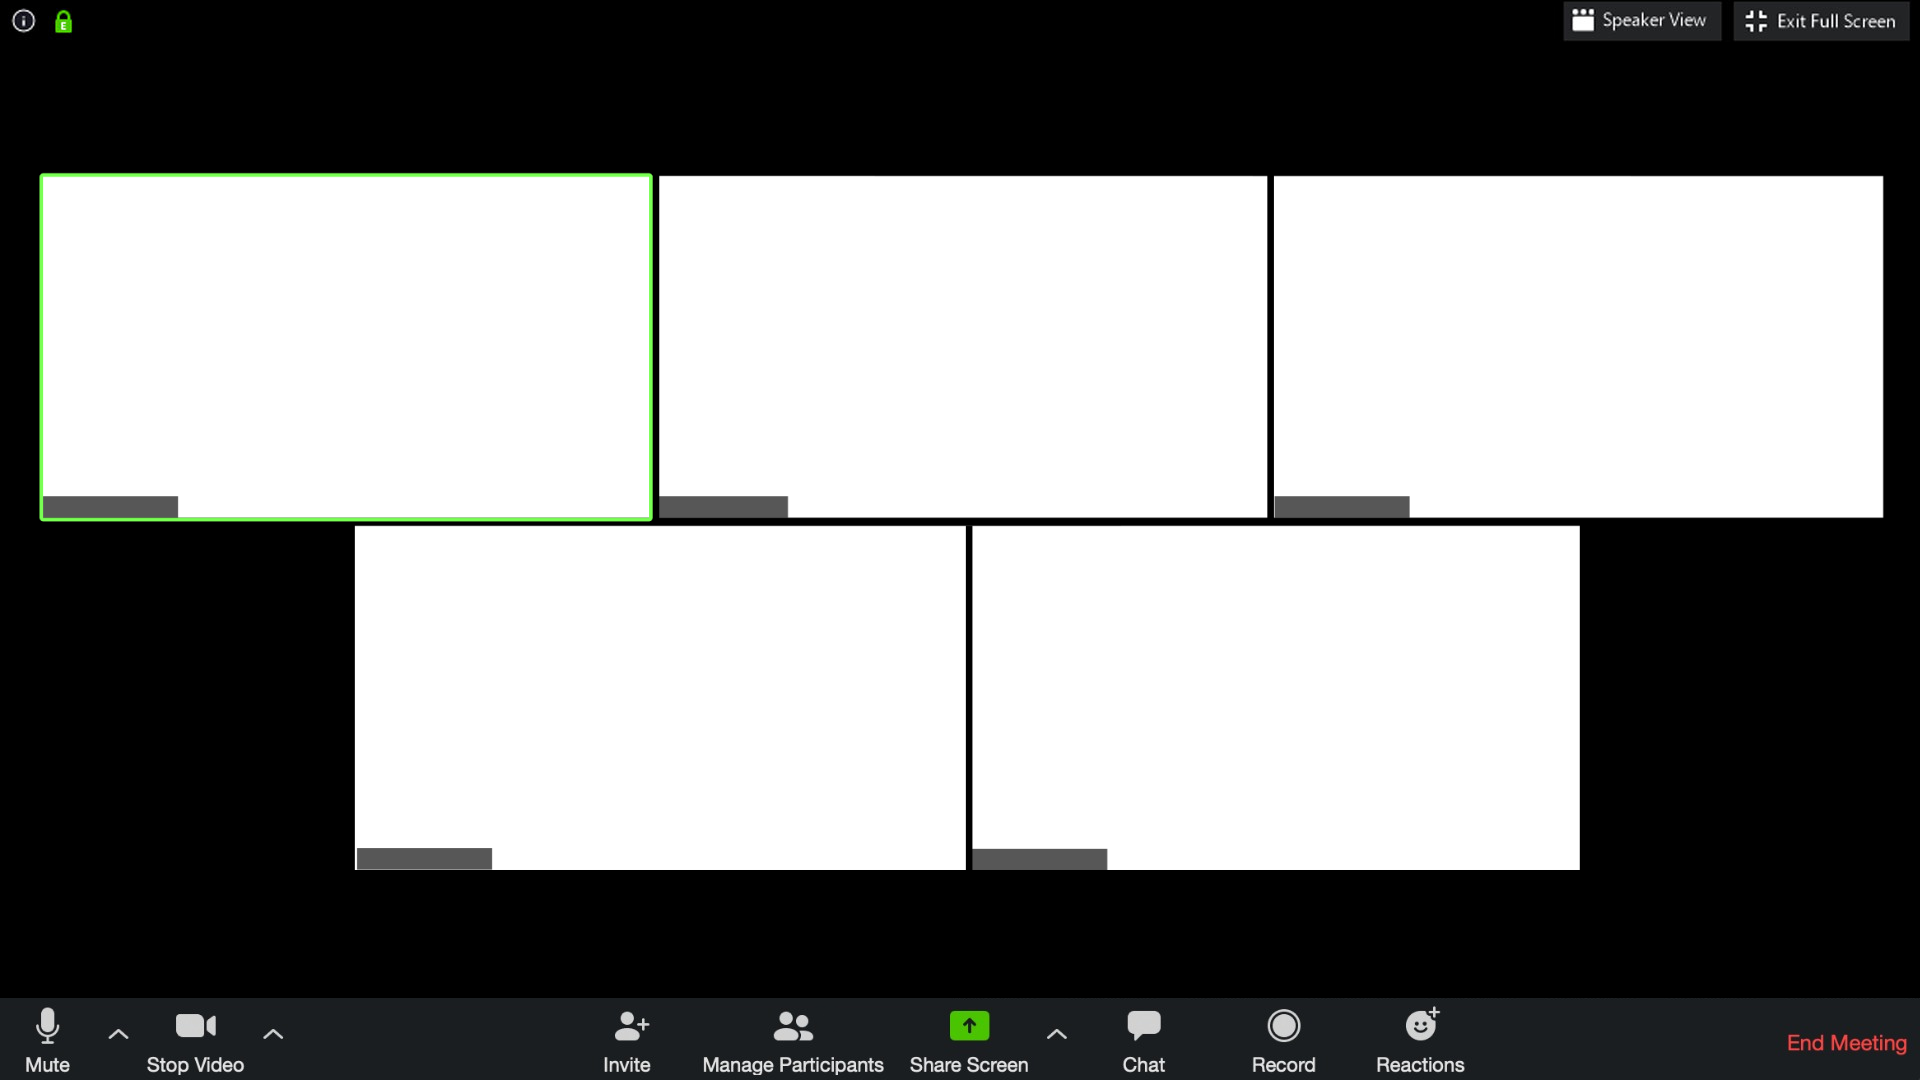 E
Speaker View
Exit Full Screen
Mute
Stop Video
Invite
Manage Participants
Share Screen
Chat
Record
Reactions
End Meeting